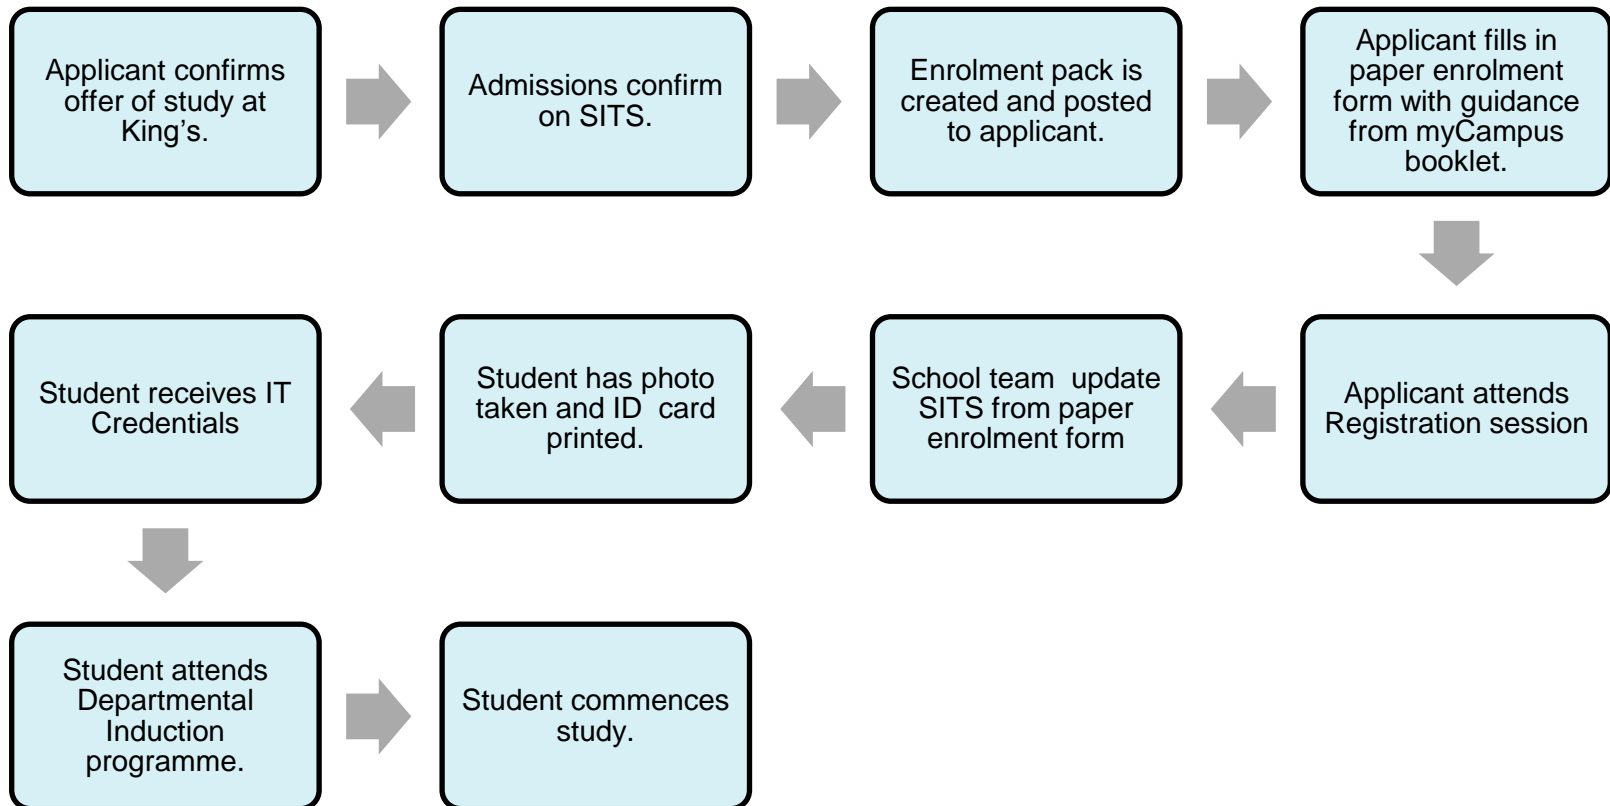 Applicant confirms
offer of study at
King's.
Admissions confirm
on SITS.
Enrolment pack is
created and posted
to applicant.
Applicant fills in
paper enrolment
form with guidance
from myCampus
booklet.
Applicant attends
Registration session
School team  update
SITS from paper
enrolment form
Student has photo
taken and ID  card
printed.
Student receives IT
Credentials
Student attends
Departmental
Induction
programme.
Student commences
study.